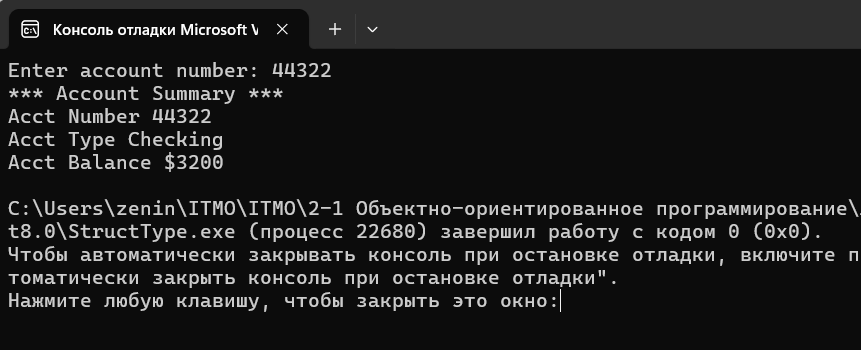 Консоль отладки Microsoft V
Enter account number: 44322
*** Account Summary ***
Acct Number 44322
Acct Type Checking
Acct Balance $3200
C:\Users\zenin\ITMO\ITMO\2-1 Объектно-ориентированное программирование\
t8.0\StructType.exe (процесс 22680) завершил работу с кодом 0 (0x0).
Чтобы автоматически закрывать консоль при остановке отладки, включите п
томатически закрыть консоль при остановке отладки".
Нажмите любую клавишу, чтобы закрыть это окно: